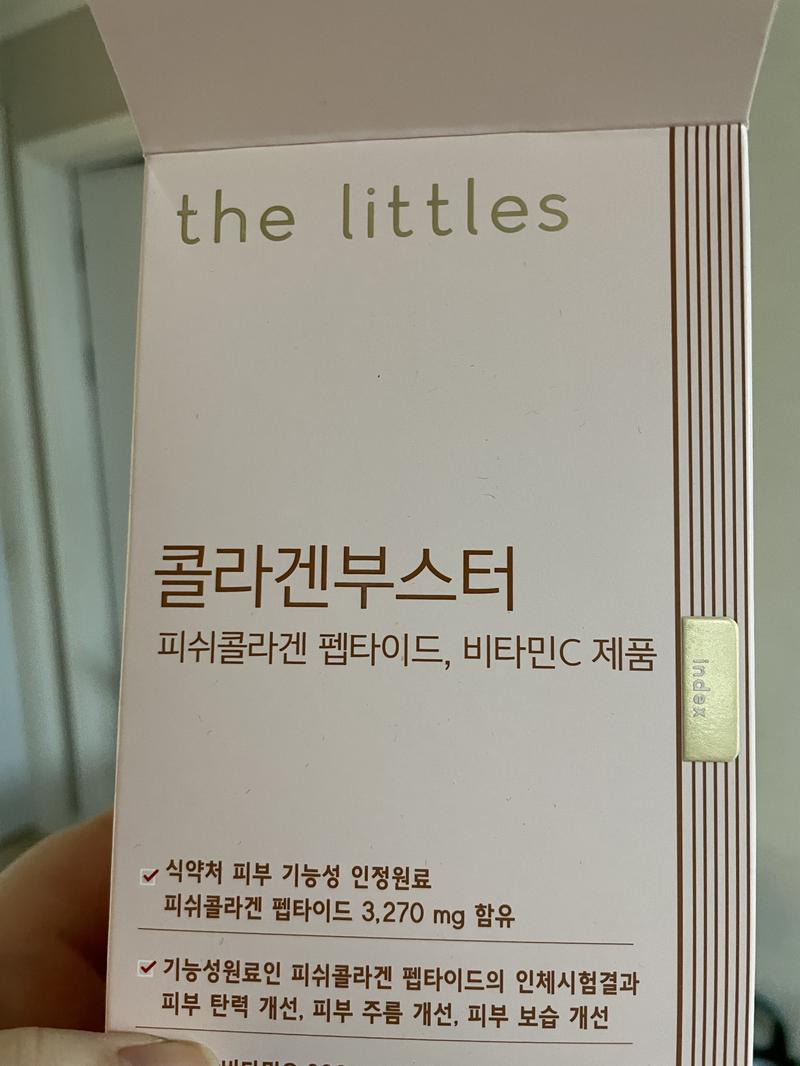 the littles
콜라겐부스터
피쉬콜라겐 펩타이드, 비타민C 제품
index
식약처 피부 기능성 인정원료
피쉬콜라겐 펩타이드 3,270 mg 함유
기능성원료인 피쉬콜라겐 펩타이드의 인체시험결과
피부 탄력 개선, 피부 주름 개선, 피부 보습 개선